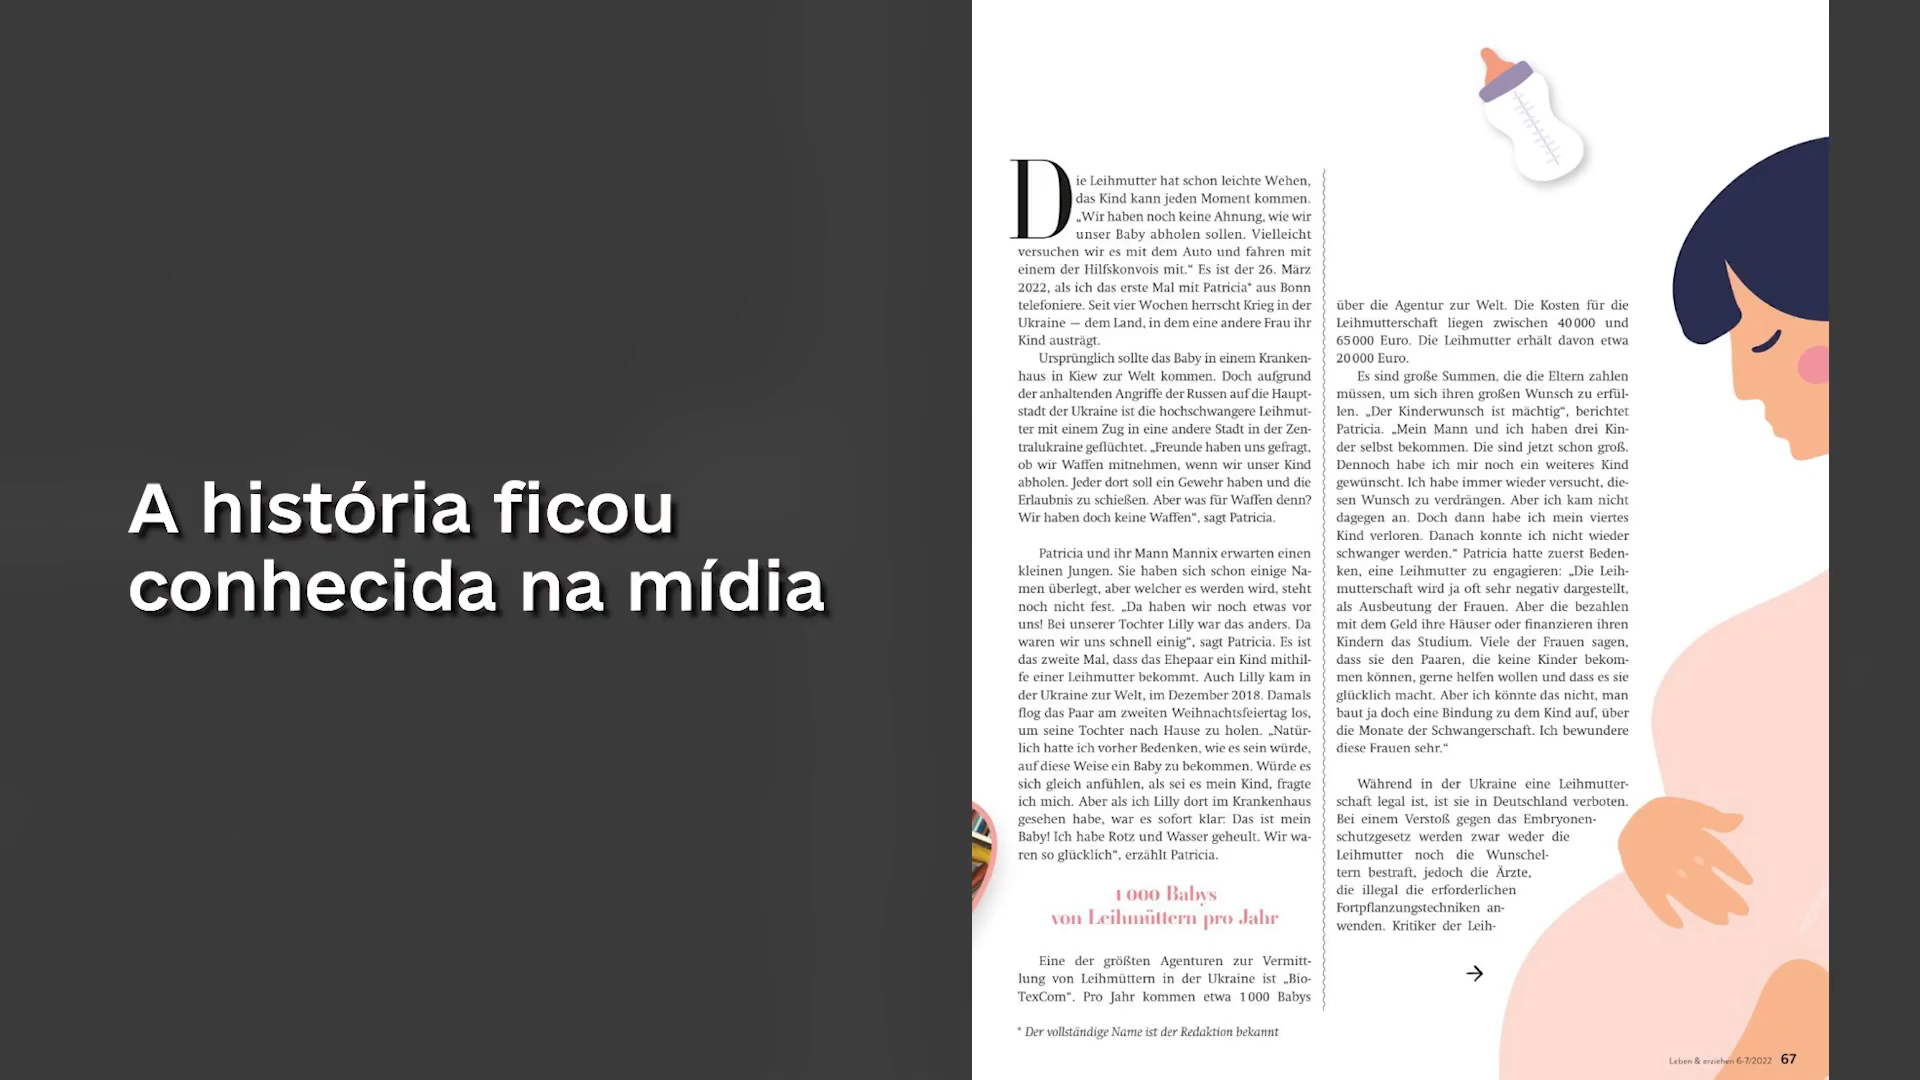 A história ficou
conhecida na mídia
Die Leihmutter hat schon leichte Wehen,
das Kind kann jeden Moment kommen.
„Wir haben noch keine Ahnung, wie wir
unser Baby abholen sollen. Vielleicht
versuchen wir es mit dem Auto und fahren mit
einem der Hilfskonvois mit.“ Es ist der 26. März
2022, als ich das erste Mal mit Patricia* aus Bonn
telefoniere. Seit vier Wochen herrscht Krieg in der
Ukraine — dem Land, in dem eine andere Frau ihr
Kind austrägt.
Ursprünglich sollte das Baby in einem Kranken-
haus in Kiew zur Welt kommen. Doch aufgrund
der anhaltenden Angriffe der Russen auf die Haupt-
stadt der Ukraine ist die hochschwangere Leihmut-
ter mit einem Zug in eine andere Stadt in der Zen-
tralukraine geflüchtet. „Freunde haben uns gefragt,
ob wir Waffen mitnehmen, wenn wir unser Kind
abholen. Jeder dort soll ein Gewehr haben und die
Erlaubnis zu schießen. Aber was für Waffen denn?
Wir haben doch keine Waffen“, sagt Patricia.
Patricia und ihr Mann Mannix erwarten einen
kleinen Jungen. Sie haben sich schon einige Na-
men überlegt, aber welcher es werden wird, steht
noch nicht fest. „Da haben wir noch etwas vor
uns! Bei unserer Tochter Lilly war das anders. Da
waren wir uns schnell einig“, sagt Patricia. Es ist
das zweite Mal, dass das Ehepaar ein Kind mithil-
fe einer Leihmutter bekommt. Auch Lilly kam in
der Ukraine zur Welt, im Dezember 2018. Damals
flog das Paar am zweiten Weihnachtsfeiertag los,
um seine Tochter nach Hause zu holen. „Natür-
lich hatte ich vorher Bedenken, wie es sein würde,
auf diese Weise ein Baby zu bekommen. Würde es
sich gleich anfühlen, als sei es mein Kind, fragte
ich mich. Aber als ich Lilly dort im Krankenhaus
gesehen habe, war es sofort klar: Das ist mein
Baby! Ich habe Rotz und Wasser geheult. Wir wa-
ren so glücklich“, erzählt Patricia.
1 000 Babys
von Leihmüttern pro Jahr
Eine der größten Agenturen zur Vermitt-
lung von Leihmüttern in der Ukraine ist „Bio-
TexCom“. Pro Jahr kommen etwa 1 000 Babys
* Der vollständige Name ist der Redaktion bekannt
über die Agentur zur Welt. Die Kosten für die
Leihmutterschaft liegen zwischen 40 000 und
65 000 Euro. Die Leihmutter erhält davon etwa
20 000 Euro.
Es sind große Summen, die die Eltern zahlen
müssen, um sich ihren großen Wunsch zu erfül-
len. „Der Kinderwunsch ist mächtig“, berichtet
Patricia. „Mein Mann und ich haben drei Kin-
der selbst bekommen. Die sind jetzt schon groß.
Dennoch habe ich mir noch ein weiteres Kind
gewünscht. Ich habe immer wieder versucht, die-
sen Wunsch zu verdrängen. Aber ich kam nicht
dagegen an. Doch dann habe ich mein viertes
Kind verloren. Danach konnte ich nicht wieder
schwanger werden.“ Patricia hatte zuerst Beden-
ken, eine Leihmutter zu engagieren: „Die Leih-
mutterschaft wird ja oft sehr negativ dargestellt,
als Ausbeutung der Frauen. Aber die bezahlen
mit dem Geld ihre Häuser oder finanzieren ihren
Kindern das Studium. Viele der Frauen sagen,
dass sie den Paaren, die keine Kinder bekom-
men können, gerne helfen wollen und dass es sie
glücklich macht. Aber ich könnte das nicht, man
baut ja doch eine Bindung zu dem Kind auf, über
die Monate der Schwangerschaft. Ich bewundere
diese Frauen sehr.“
Während in der Ukraine eine Leihmutter-
schaft legal ist, ist sie in Deutschland verboten.
Bei einem Verstoß gegen das Embryonen-
schutzgesetz werden zwar weder die
Leihmutter noch die Wunschel-
tern bestraft, jedoch die Ärzte,
die illegal die erforderlichen
Fortpflanzungstechniken an-
wenden. Kritiker der Leih-
Leben & erziehen 6-7/2022 67